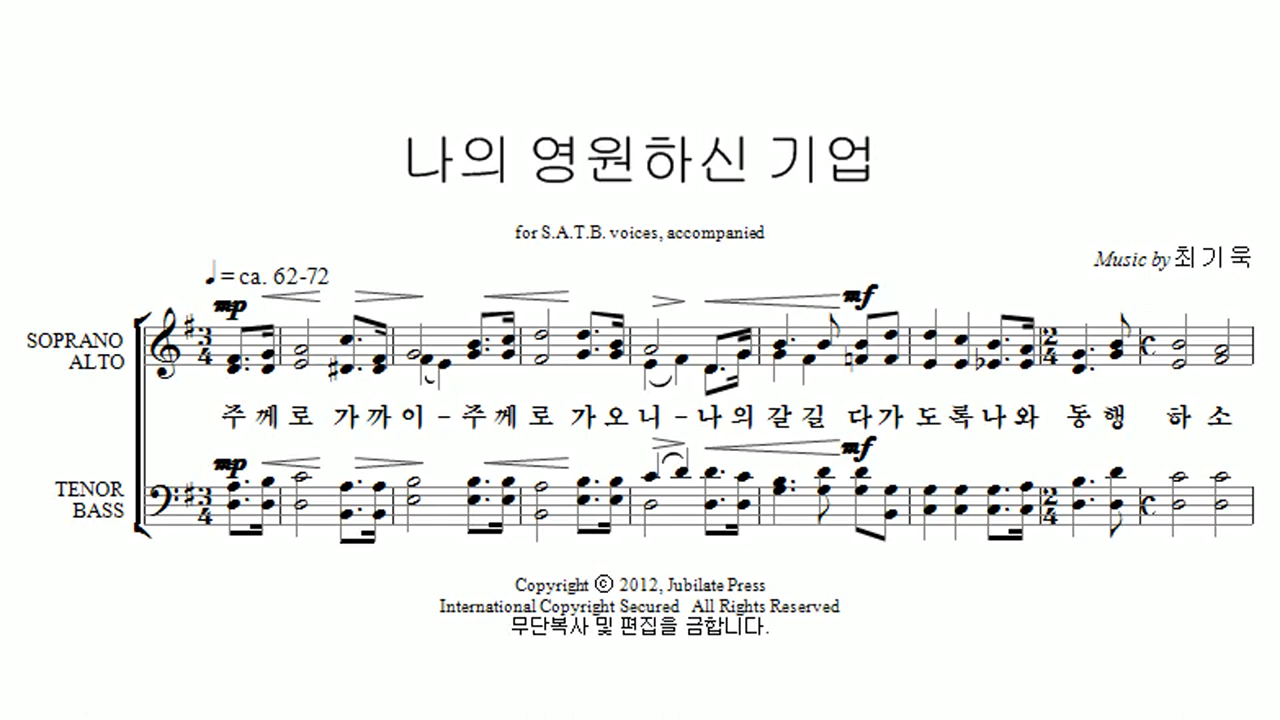 나의 영원하신 기업
for S.A.T.B. voices, accompanied
Music by 최기욱
♩ = ca. 62-72
mp mf
SOPRANO
ALTO
주께로 가까이 - 주께로 가오니 - 나의갈길 다가 도록나와 동행 하소
mp mf
TENOR
BASS
Copyright © 2012, Jubilate Press
International Copyright Secured All Rights Reserved
무단복사 및 편집을 금합니다.